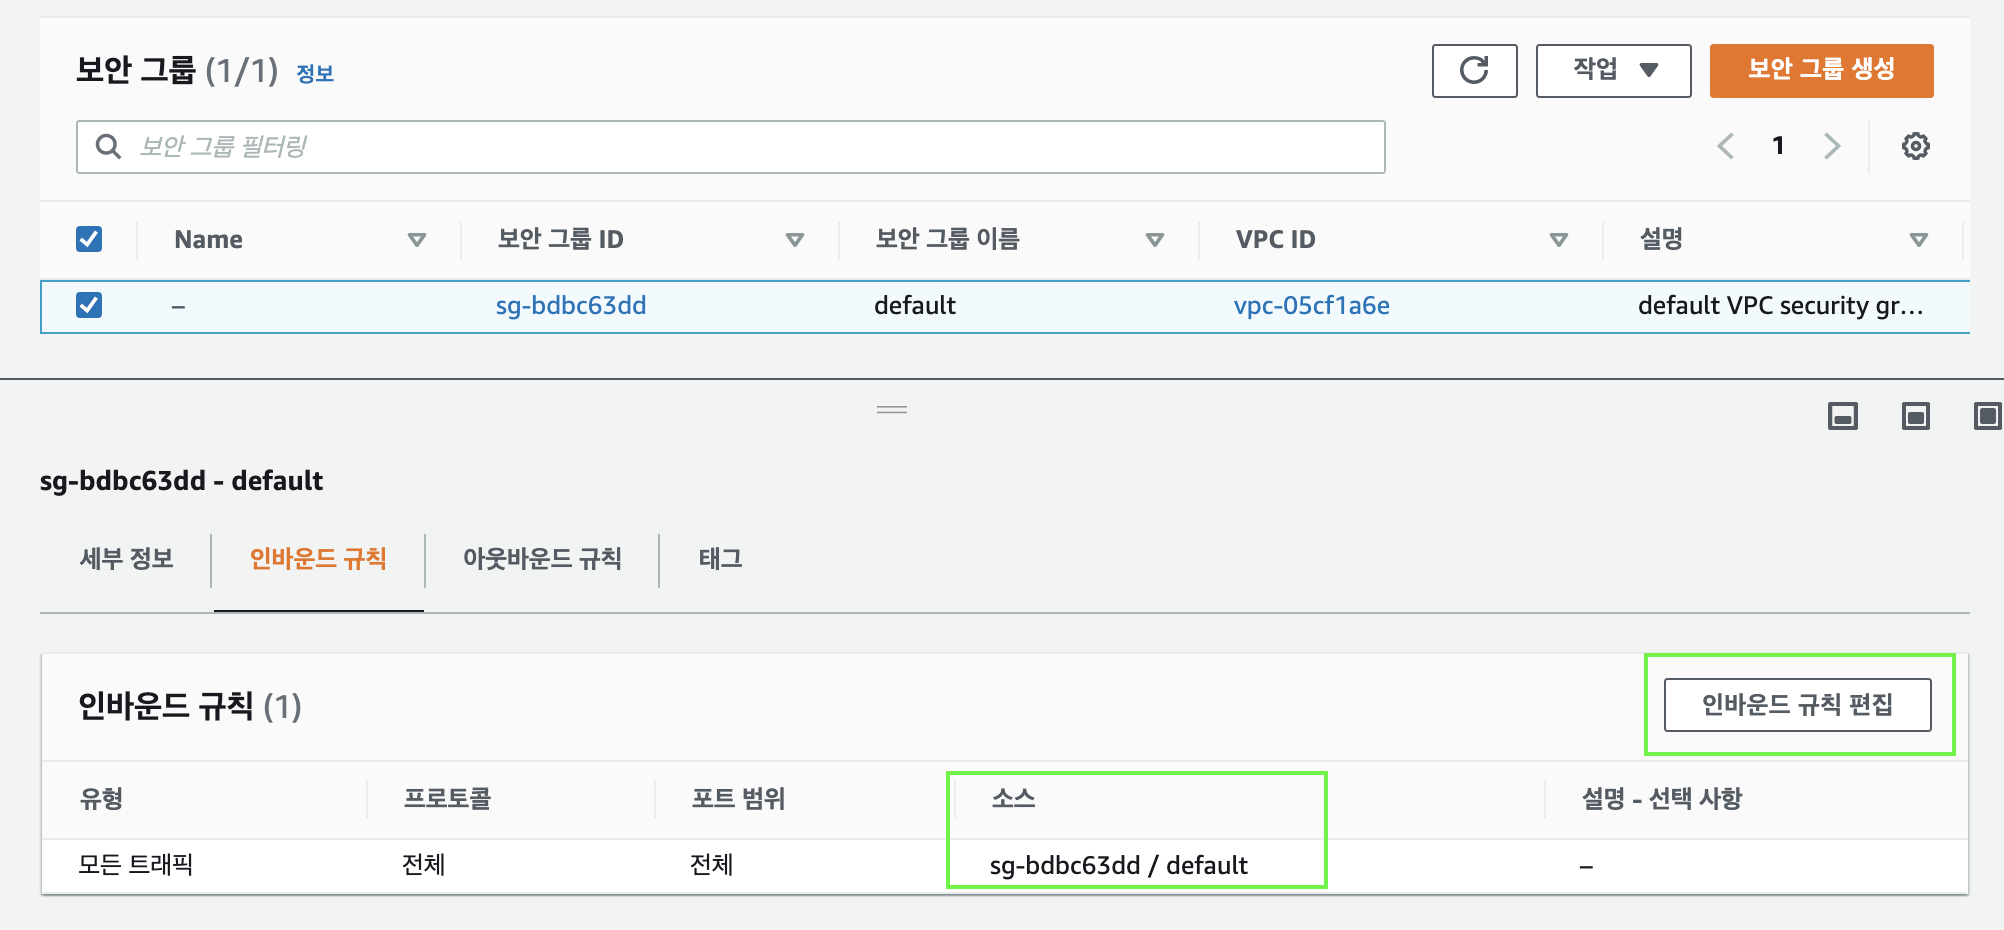 보안 그룹 (1/1) 정보
작업
보안 그룹 생성
보안 그룹 필터링
1
Name 보안 그룹 ID 보안 그룹 이름 VPC ID 설명
– sg-bdbc63dd default vpc-05cf1a6e default VPC security gr...
sg-bdbc63dd - default
세부 정보 인바운드 규칙 아웃바운드 규칙 태그
인바운드 규칙 (1)
인바운드 규칙 편집
유형 프로토콜 포트 범위 소스 설명 - 선택 사항
모든 트래픽 전체 전체 sg-bdbc63dd / default –